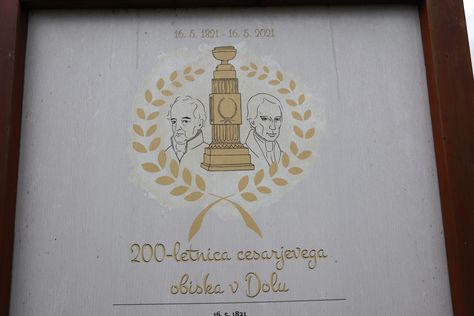 16. 5. 1821 - 16. 5. 2021
200-letnica cesarjevega
obiska v Dolu
16. 5. 1821